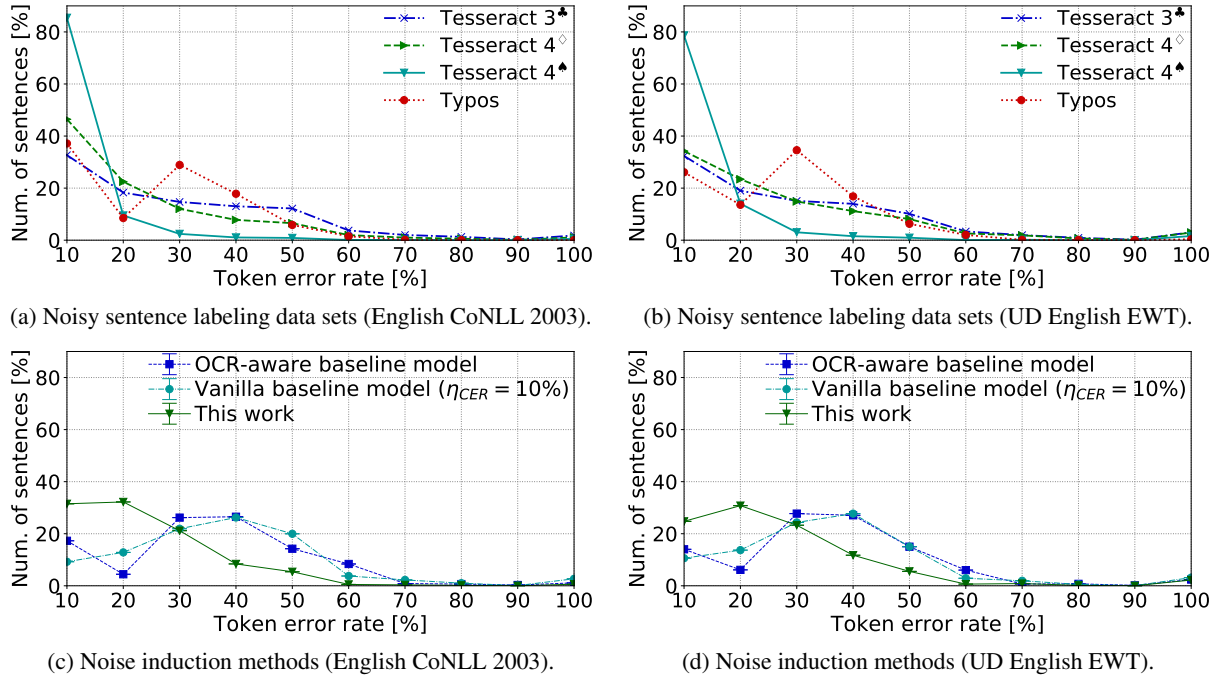 Num. of sentences [%]
80
60
40
20
0
Tesseract 3♣
Tesseract 4♢
Tesseract 4♠
Typos
10 20 30 40 50 60 70 80 90 100
Token error rate [%]
(a) Noisy sentence labeling data sets (English CoNLL 2003).
Num. of sentences [%]
80
60
40
20
0
Tesseract 3♣
Tesseract 4♢
Tesseract 4♠
Typos
10 20 30 40 50 60 70 80 90 100
Token error rate [%]
(b) Noisy sentence labeling data sets (UD English EWT).
Num. of sentences [%]
80
60
40
20
0
OCR-aware baseline model
Vanilla baseline model (ηCER = 10%)
This work
10 20 30 40 50 60 70 80 90 100
Token error rate [%]
(c) Noise induction methods (English CoNLL 2003).
Num. of sentences [%]
80
60
40
20
0
OCR-aware baseline model
Vanilla baseline model (ηCER = 10%)
This work
10 20 30 40 50 60 70 80 90 100
Token error rate [%]
(d) Noise induction methods (UD English EWT).